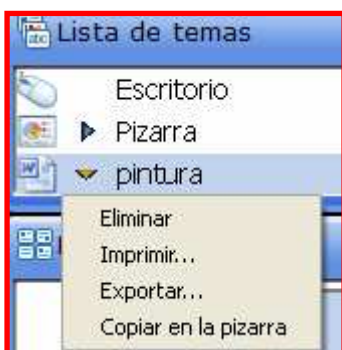 Lista de temas
Escritorio
Pizarra
pintura
Eliminar
Imprimir...
Exportar...
Copiar en la pizarra